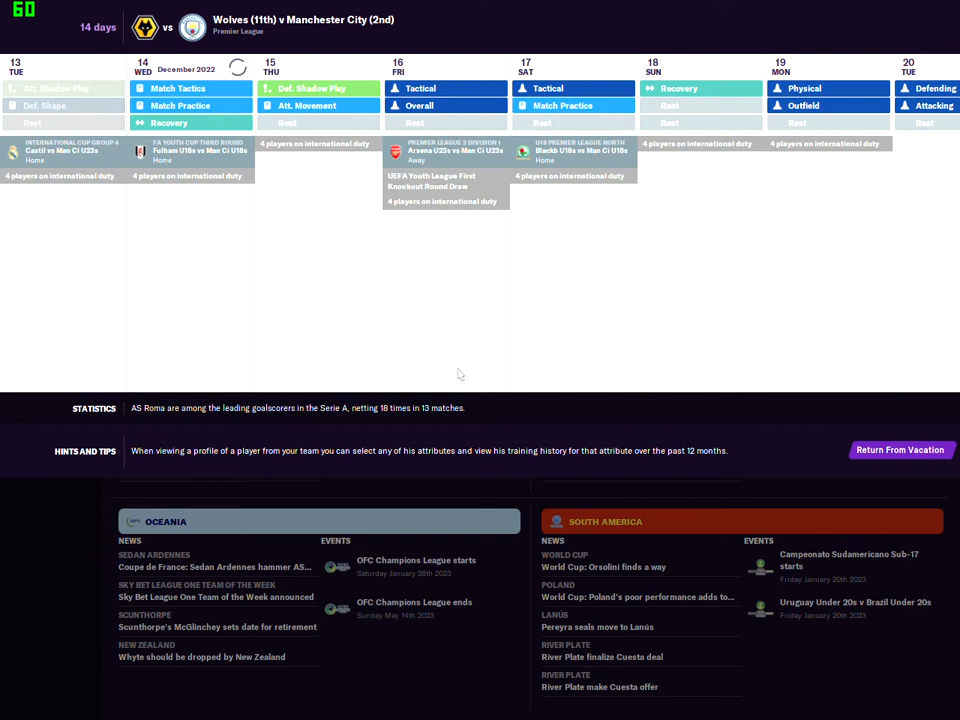 60
14 days
vs
Wolves (11th) v Manchester City (2nd)
Premier League
13
TUE
14
WED
December 2022
15
THU
16
FRI
17
SAT
18
SUN
19
MON
20
TUE
Att. Shadow Play
Match Tactics
Def. Shadow Play
Tactical
Tactical
Recovery
Physical
Defending
Def. Shape
Match Practice
Att. Movement
Overall
Match Practice
Rest
Outfield
Attacking
Rest
Recovery
Rest
Rest
Rest
Rest
Rest
Rest
INTERNATIONAL CUP GROUP 4
Castil v Man Ci U23s
Home
4 players on international duty
FA YOUTH CUP THIRD ROUND
Fulham U18s vs Man Ci U18s
Home
4 players on international duty
4 players on international duty
PREMIER LEAGUE 2 DIVISION 1
Arsena U23s vs Man Ci U23s
Away
UEFA Youth League First
Knockout Round Draw
4 players on international duty
U18 PREMIER LEAGUE NORTH
Blackb U18s v Man Ci U18s
Home
4 players on international duty
4 players on international duty
4 players on international duty
STATISTICS
AS Roma are among the leading goalscorers in the Serie A, netting 18 times in 13 matches.
HINTS AND TIPS
When viewing a profile of a player from your team you can select any of his attributes and view his training history for that attribute over the past 12 months.
Return From Vacation
OCEANIA
NEWS
SEDAN ARDENNES
Coupe de France: Sedan Ardennes hammer AS...
SKY BET LEAGUE ONE TEAM OF THE WEEK
Sky Bet League One Team of the Week announced
SCUNTHORPE
Scunthorpe's McGlinchey sets date for retirement
NEW ZEALAND
Whyte should be dropped by New Zealand
EVENTS
OFC Champions League starts
Saturday January 28th 2023
OFC Champions League ends
Sunday May 14th 2023
SOUTH AMERICA
NEWS
WORLD CUP
World Cup: Orsolini finds a way
POLAND
World Cup: Poland's poor performance adds to...
LANÚS
Pereyra seals move to Lanús
RIVER PLATE
River Plate finalize Cuesta deal
RIVER PLATE
River Plate make Cuesta offer
EVENTS
Campeonato Sudamericano Sub-17
starts
Friday January 20th 2023
Uruguay Under 20s v Brazil Under 20s
Friday January 20th 2023